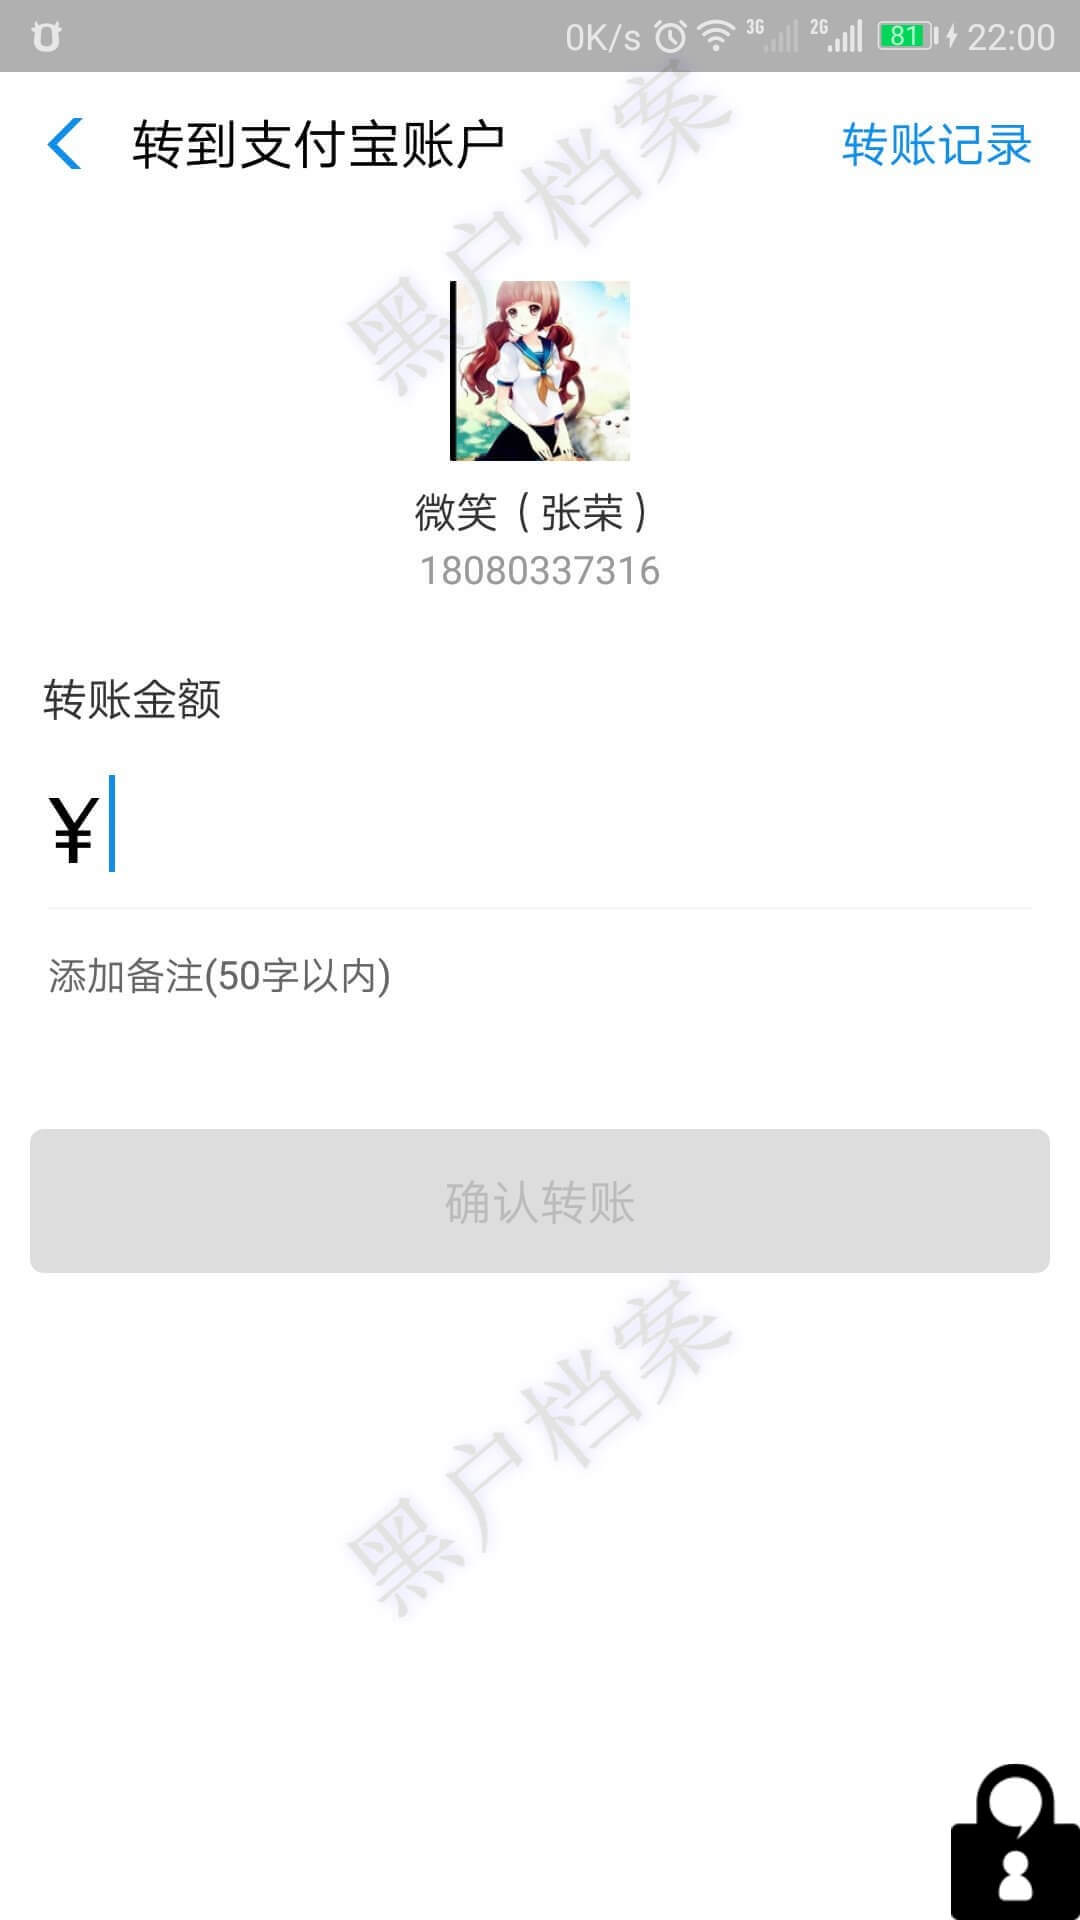 0K/s 3G 2G 81 22:00
转到支付宝账户 转账记录
黑户档案
微笑（张荣）
18080337316
转账金额
¥
添加备注(50字以内)
确认转账
黑户档案